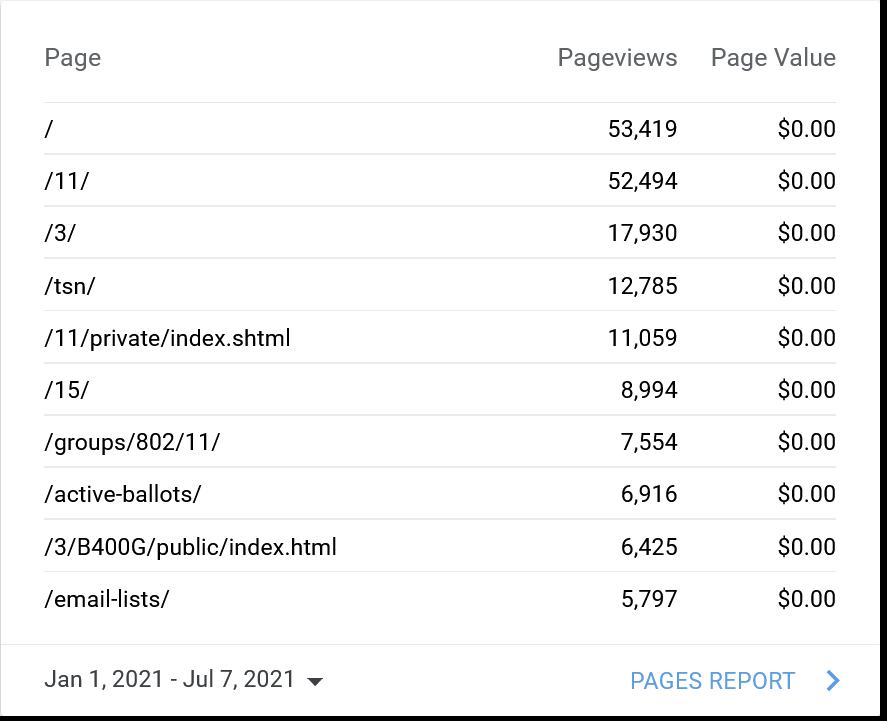 Page Pageviews Page Value
/ 53,419 $0.00
/11/ 52,494 $0.00
/3/ 17,930 $0.00
/tsn/ 12,785 $0.00
/11/private/index.shtml 11,059 $0.00
/15/ 8,994 $0.00
/groups/802/11/ 7,554 $0.00
/active-ballots/ 6,916 $0.00
/3/B400G/public/index.html 6,425 $0.00
/email-lists/ 5,797 $0.00
Jan 1, 2021 - Jul 7, 2021 PAGES REPORT